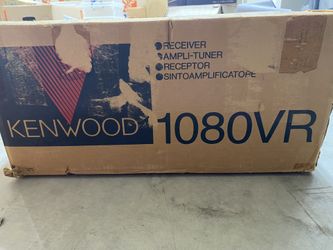 RECEIVER
AMPLI-TUNER
RECEPTOR
SINTOAMPLIFICATORE
KENWOOD
1080VR